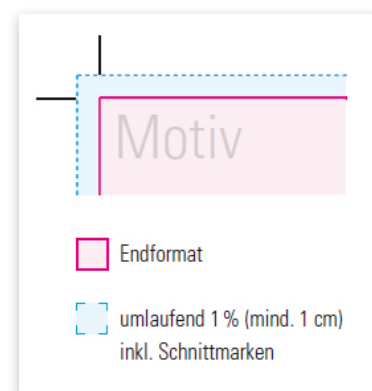 Motiv
Endformat
umlaufend 1 % (mind. 1 cm)
inkl. Schnittmarken